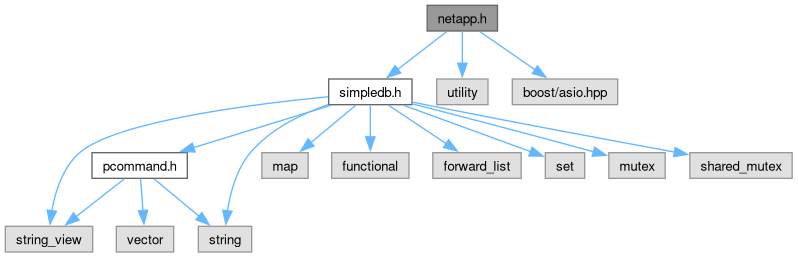 netapp.h
simpledb.h
utility
boost/asio.hpp
pcommand.h
map
functional
forward_list
set
mutex
shared_mutex
string_view
vector
string